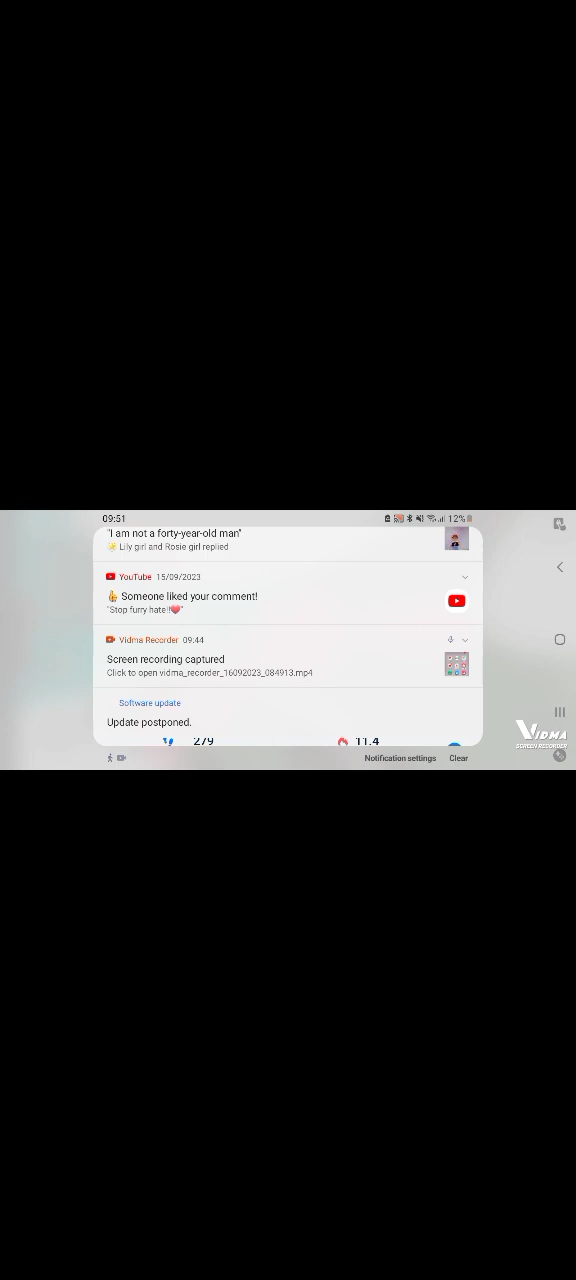 09:51
12%
"I am not a forty-year-old man"
🌟 Lily girl and Rosie girl replied
YouTube 15/09/2023
👍 Someone liked your comment!
"Stop furry hate!!❤️"
Vidma Recorder 09:44
Screen recording captured
Click to open vidma_recorder_16092023_084913.mp4
Software update
Update postponed.
279
11.4
Notification settings
Clear
VIDMA
SCREEN RECORDER